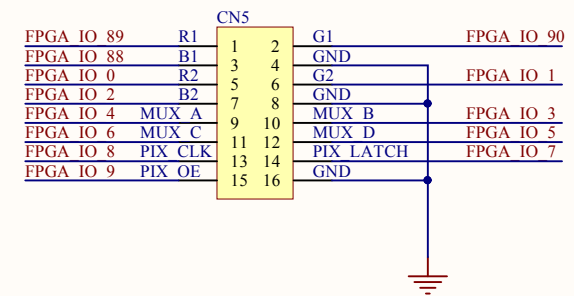 CN5
FPGA_IO_89 R1 1 2 G1 FPGA_IO_90
FPGA_IO_88 B1 3 4 GND
FPGA_IO_0 R2 5 6 G2 FPGA_IO_1
FPGA_IO_2 B2 7 8 GND
FPGA_IO_4 MUX_A 9 10 MUX_B FPGA_IO_3
FPGA_IO_6 MUX_C 11 12 MUX_D FPGA_IO_5
FPGA_IO_8 PIX_CLK 13 14 PIX_LATCH FPGA_IO_7
FPGA_IO_9 PIX_OE 15 16 GND